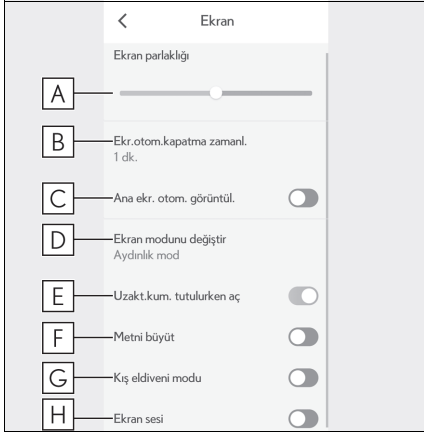 Ekran
Ekran parlaklığı
A
B
Ekr.otom.kapatma zamanl.
1 dk.
C
Ana ekr. otom. görüntül.
D
Ekran modunu değiştir
Aydınlık mod
E
Uzakt.kum. tutulurken aç
F
Metni büyüt
G
Kış eldiveni modu
H
Ekran sesi